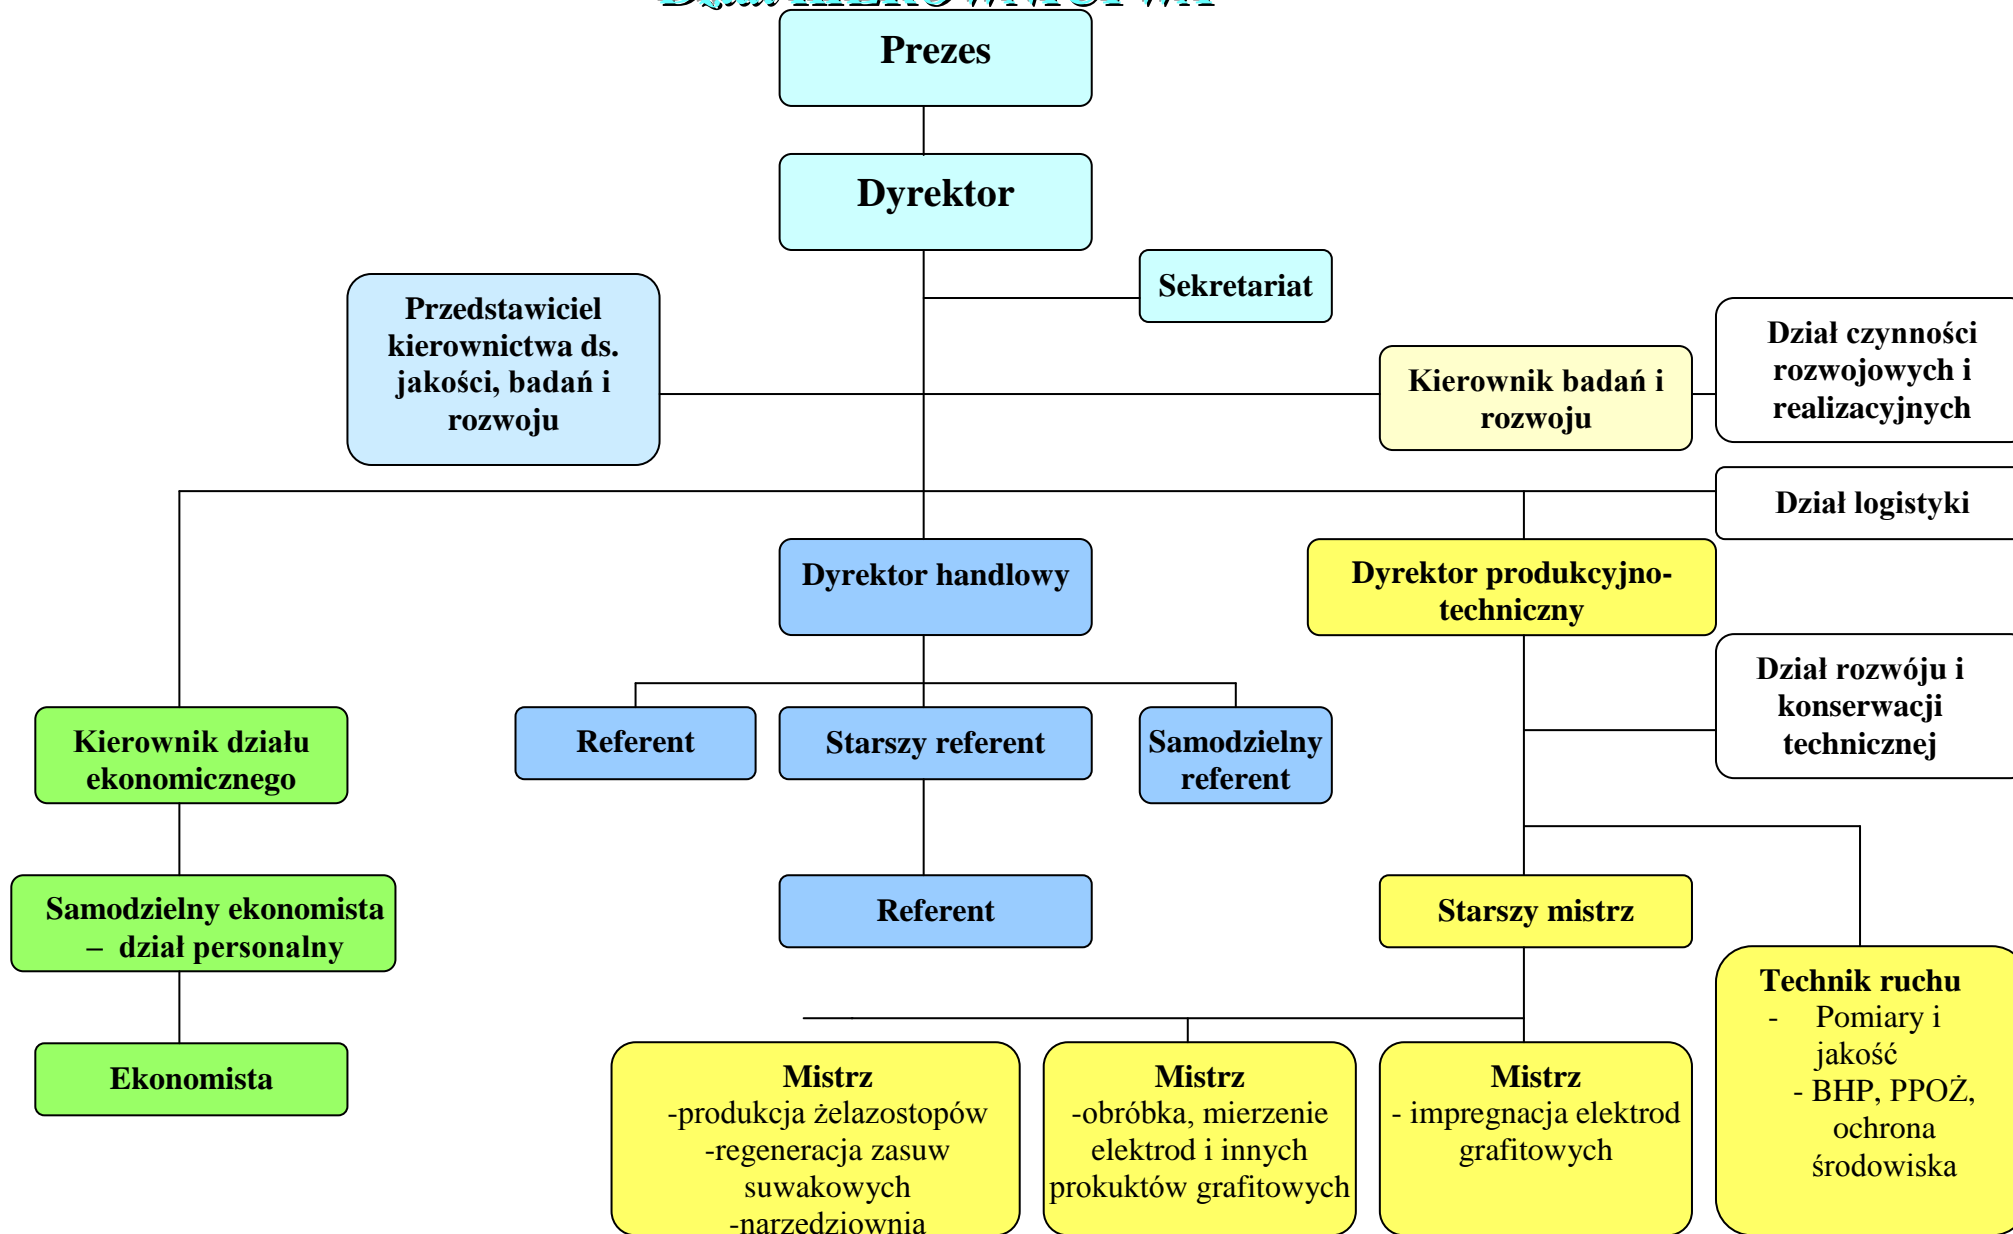 Prezes
Dyrektor
Sekretariat
Przedstawiciel
kierownictwa ds.
jakości, badań i
rozwoju
Kierownik badań i
rozwoju
Dział czynności
rozwojowych i
realizacyjnych
Dział logistyki
Dyrektor handlowy
Dyrektor produkcyjno-
techniczny
Dział rozwóju i
konserwacji
technicznej
Kierownik działu
ekonomicznego
Referent
Starszy referent
Samodzielny
referent
Samodzielny ekonomista
– dział personalny
Referent
Starszy mistrz
Technik ruchu
- Pomiary i
jakość
- BHP, PPOŻ,
ochrona
środowiska
Ekonomista
Mistrz
-produkcja żelazostopów
-regeneracja zasuw
suwakowych
-narzędziownia
Mistrz
-obróbka, mierzenie
elektrod i innych
prokuktów grafitowych
Mistrz
- impregnacja elektrod
grafitowych